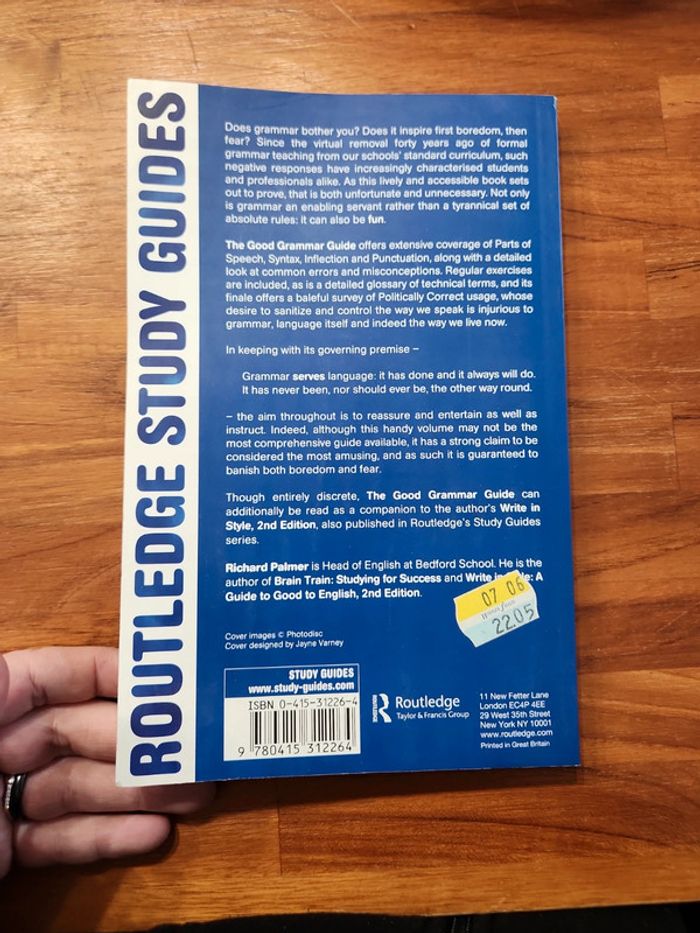 ROUTLEDGE STUDY GUIDES
Does grammar bother you? Does it inspire first boredom, then
fear? Since the virtual removal forty years ago of formal
grammar teaching from our schools' standard curriculum, such
negative responses have increasingly characterised students
and professionals alike. As this lively and accessible book sets
out to prove, that is both unfortunate and unnecessary. Not only
is grammar an enabling servant rather than a tyrannical set of
absolute rules: it can also be fun.
The Good Grammar Guide offers extensive coverage of Parts of
Speech, Syntax, Inflection and Punctuation, along with a detailed
look at common errors and misconceptions. Regular exercises
are included, as is a detailed glossary of technical terms, and its
finale offers a baleful survey of Politically Correct usage, whose
desire to sanitize and control the way we speak is injurious to
grammar, language itself and indeed the way we live now.
In keeping with its governing premise –
Grammar serves language: it has done and it always will do.
It has never been, nor should ever be, the other way round.
– the aim throughout is to reassure and entertain as well as
instruct. Indeed, although this handy volume may not be the
most comprehensive guide available, it has a strong claim to be
considered the most amusing, and as such it is guaranteed to
banish both boredom and fear.
Though entirely discrete, The Good Grammar Guide can
additionally be read as a companion to the author's Write in
Style, 2nd Edition, also published in Routledge's Study Guides
series.
Richard Palmer is Head of English at Bedford School. He is the
author of Brain Train: Studying for Success and Write in : A
Guide to Good to English, 2nd Edition.
07 06
22.05
Cover images © Photodisc
Cover designed by Jayne Varney
STUDY GUIDES
www.study-guides.com
ISBN 0-415-31226-4
9 780415 312264
ROUTLEDGE
Routledge
Taylor & Francis Group
11 New Fetter Lane
London EC4P 4EE
29 West 35th Street
New York NY 10001
www.routledge.com
Printed in Great Britain